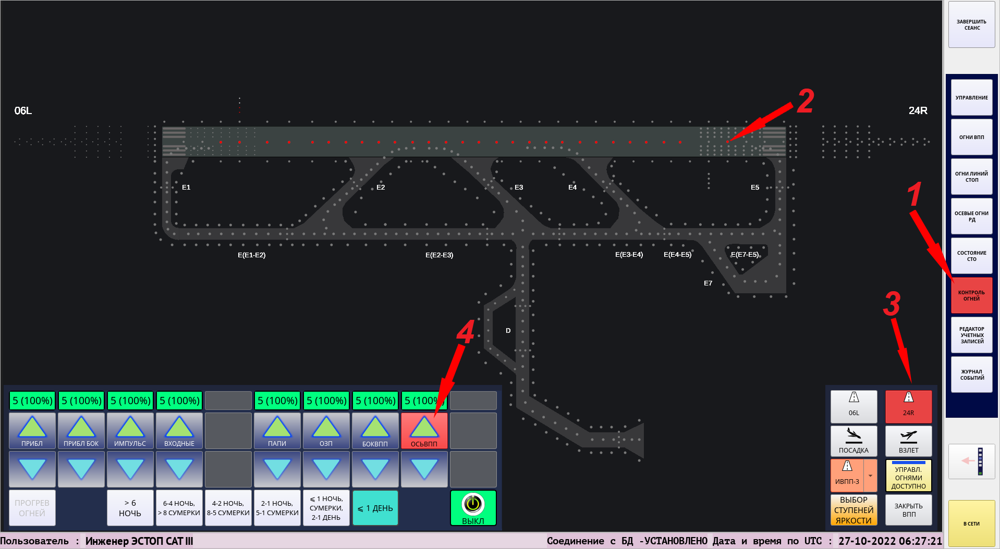 ЗАВЕРШИТЬ
СЕАНС
УПРАВЛЕНИЕ
2
06L
24R
ОГНИ ВПП
ОГНИ ЛИНИЙ
СТОП
E1
E2
E3
E4
E5
1
ОСЕВЫЕ ОГНИ
РД
E(E1-E2)
E(E2-E3)
E(E3-E4)
E(E4-E5)
E(E7-E5)
СОСТОЯНИЕ
СТО
E7
КОНТРОЛЬ
ОГНЕЙ
3
4
D
РЕДАКТОР
УЧЕТНЫХ
ЗАПИСЕЙ
ЖУРНАЛ
СОБЫТИЙ
5 (100%)
5 (100%)
5 (100%)
5 (100%)
5 (100%)
5 (100%)
5 (100%)
5 (100%)
ПРИБЛ
ПРИБЛ БОК
ИМПУЛЬС
ВХОДНЫЕ
ПАПИ
ОЗП
БОКВПП
ОСЬВПП
ПРОГРЕВ
ОГНЕЙ
> 6
НОЧЬ
6-4 НОЧЬ,
> 8 СУМЕРКИ
4-2 НОЧЬ,
8-5 СУМЕРКИ
2-1 НОЧЬ,
5-1 СУМЕРКИ
⩽ 1 НОЧЬ,
СУМЕРКИ,
2-1 ДЕНЬ
⩽ 1 ДЕНЬ
ВЫКЛ
06L
24R
ПОСАДКА
ВЗЛЕТ
ИВПП-3
УПРАВЛ.
ОГНЯМИ
ДОСТУПНО
ВЫБОР
СТУПЕНЕЙ
ЯРКОСТИ
ЗАКРЫТЬ
ВПП
В СЕТИ
Пользователь : Инженер ЭСТОП CAT III
Соединение с БД -УСТАНОВЛЕНО Дата и время по UTC : 27-10-2022 06:27:21